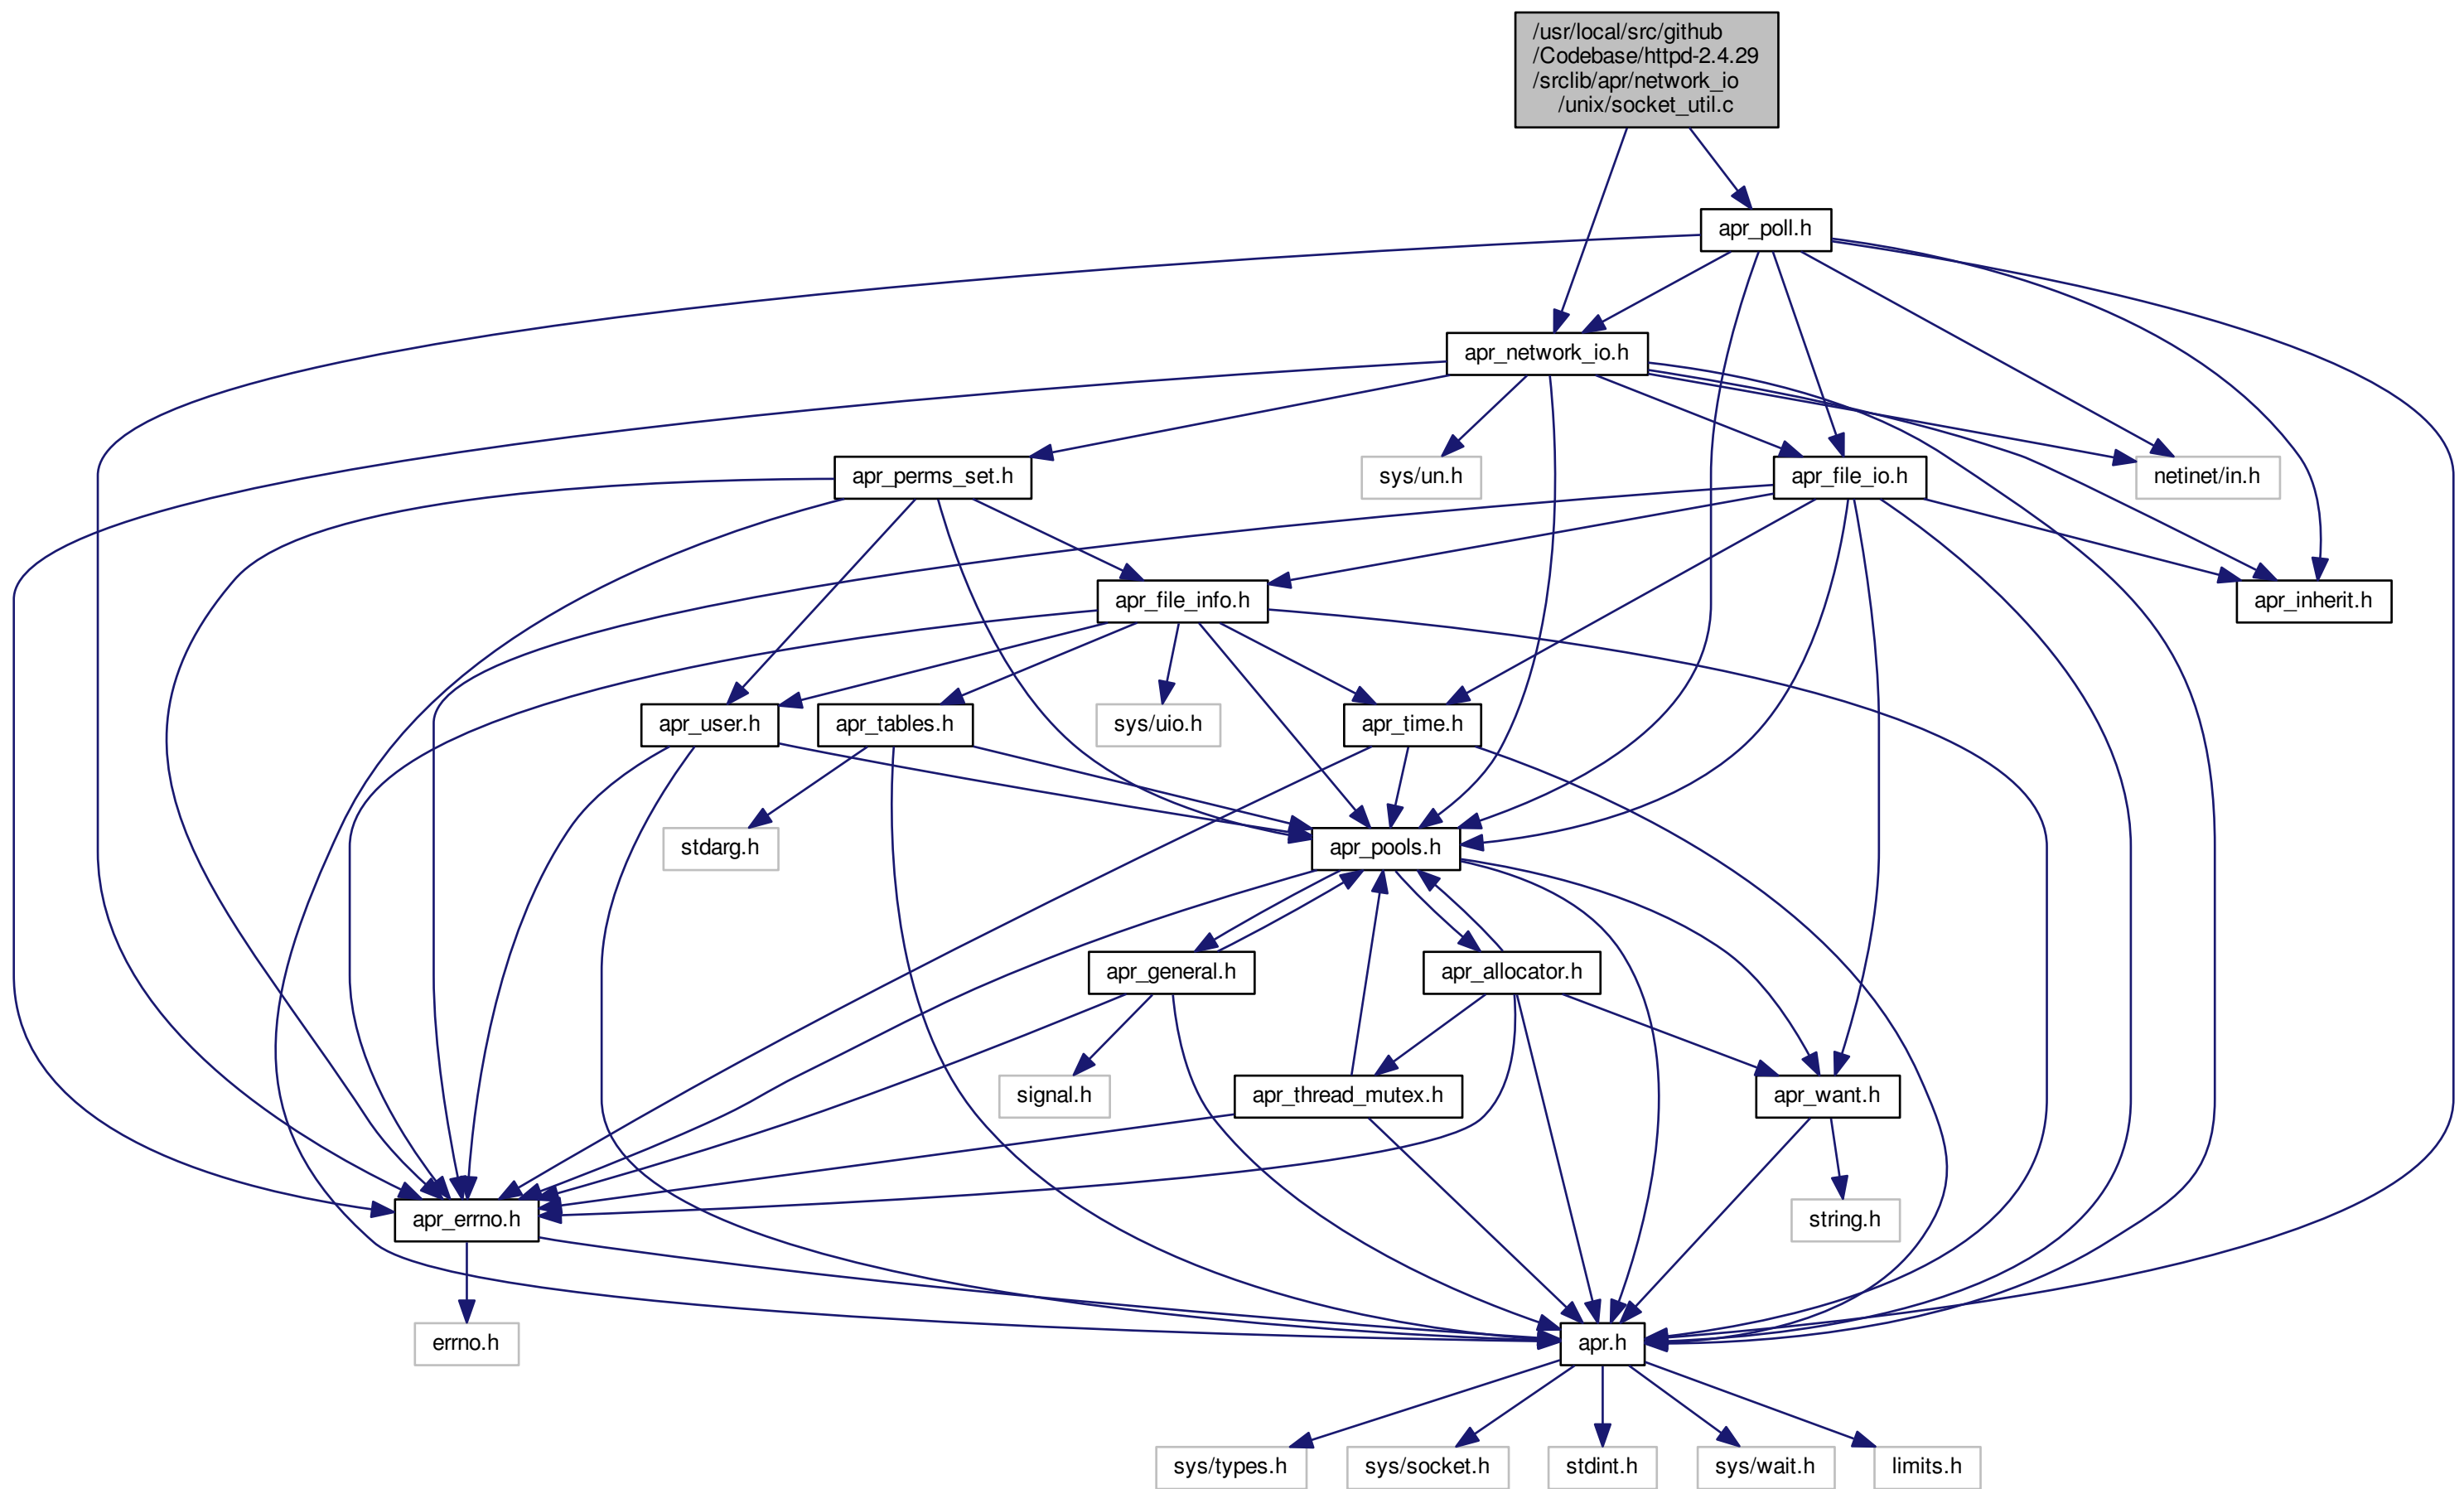 /usr/local/src/github
/Codebase/httpd-2.4.29
/srclib/apr/network_io
/unix/socket_util.c
apr_poll.h
apr_network_io.h
apr_perms_set.h
sys/un.h
apr_file_io.h
netinet/in.h
apr_file_info.h
apr_inherit.h
apr_user.h
apr_tables.h
sys/uio.h
apr_time.h
stdarg.h
apr_pools.h
apr_general.h
apr_allocator.h
signal.h
apr_thread_mutex.h
apr_want.h
apr_errno.h
string.h
errno.h
apr.h
sys/types.h
sys/socket.h
stdint.h
sys/wait.h
limits.h